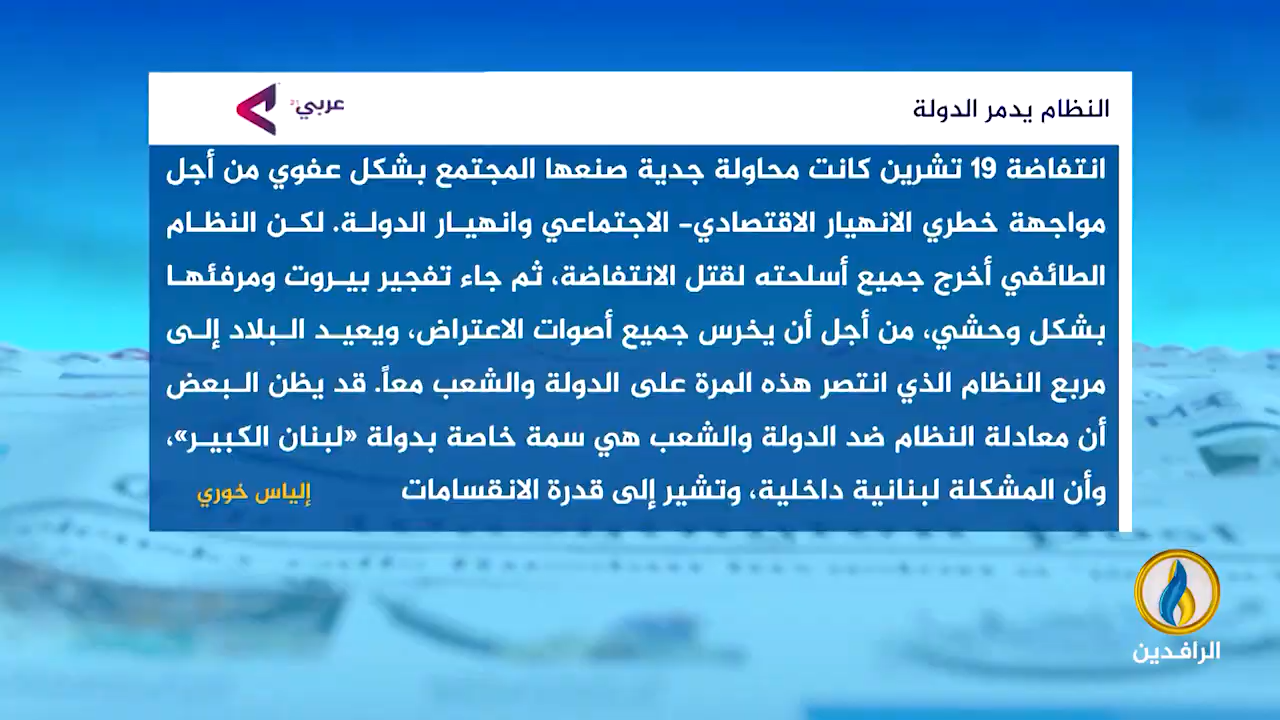 النظام يدمر الدولة
عربي21
انتفاضة 19 تشرين كانت محاولة جدية صنعها المجتمع بشكل عفوي من أجل
مواجهة خطري الانهيار الاقتصادي- الاجتماعي وانهيار الدولة. لكن النظام
الطائفي أخرج جميع أسلحته لقتل الانتفاضة، ثم جاء تفجير بيروت ومرفئها
بشكل وحشي، من أجل أن يخرس جميع أصوات الاعتراض، ويعيد البلاد إلى
مربع النظام الذي انتصر هذه المرة على الدولة والشعب معاً. قد يظن البعض
أن معادلة النظام ضد الدولة والشعب هي سمة خاصة بدولة «لبنان الكبير»،
وأن المشكلة لبنانية داخلية، وتشير إلى قدرة الانقسامات
إلياس خوري
الرافدين